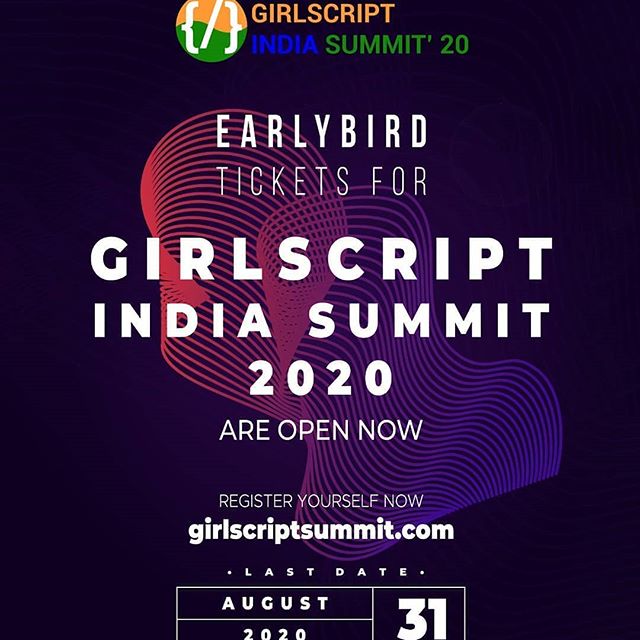 {/}
GIRLSCRIPT
INDIA SUMMIT' 20
EARLYBIRD
TICKETS FOR
GIRLSCRIPT
INDIA SUMMIT
2020
ARE OPEN NOW
REGISTER YOURSELF NOW
girlscriptsummit.com
• LAST DATE •
AUGUST 31
2020